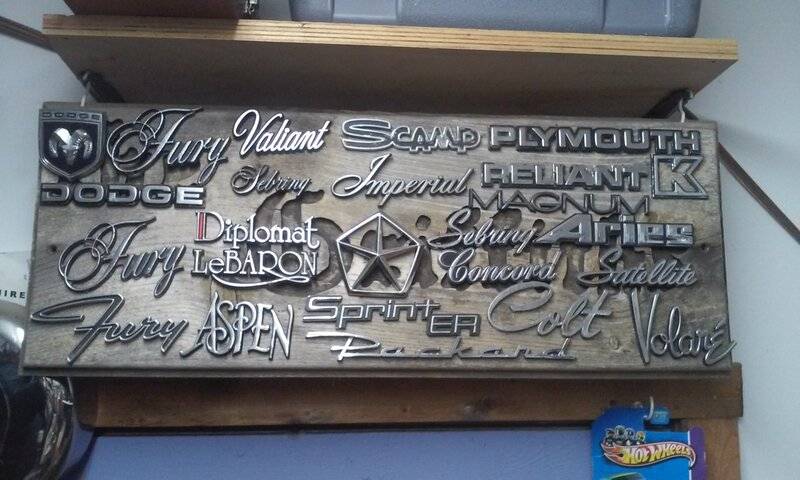 DODGE
Fury Valiant SCAMP PLYMOUTH
DODGE Sebring Imperial RELIANT K
MAGNUM
Fury Diplomat Sebring Aries
LeBARON Concord Satellite
Fury ASPEN Sprint ER Colt Volaré
Packard
HOT WHEELS